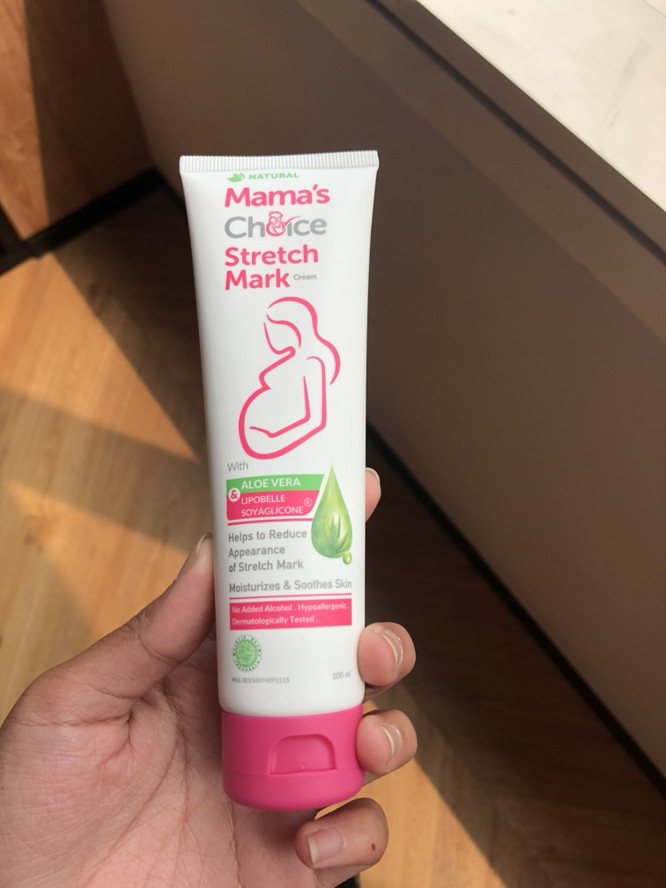 NATURAL
Mama's
Choice
Stretch
Mark Cream
With
ALOE VERA
&
LIPOBELLE
SOYAGLICONE®
Helps to Reduce
Appearance
of Stretch Mark
Moisturizes & Soothes Skin
No Added Alcohol . Hypoallergenic
Dermatologically Tested .
100 ml